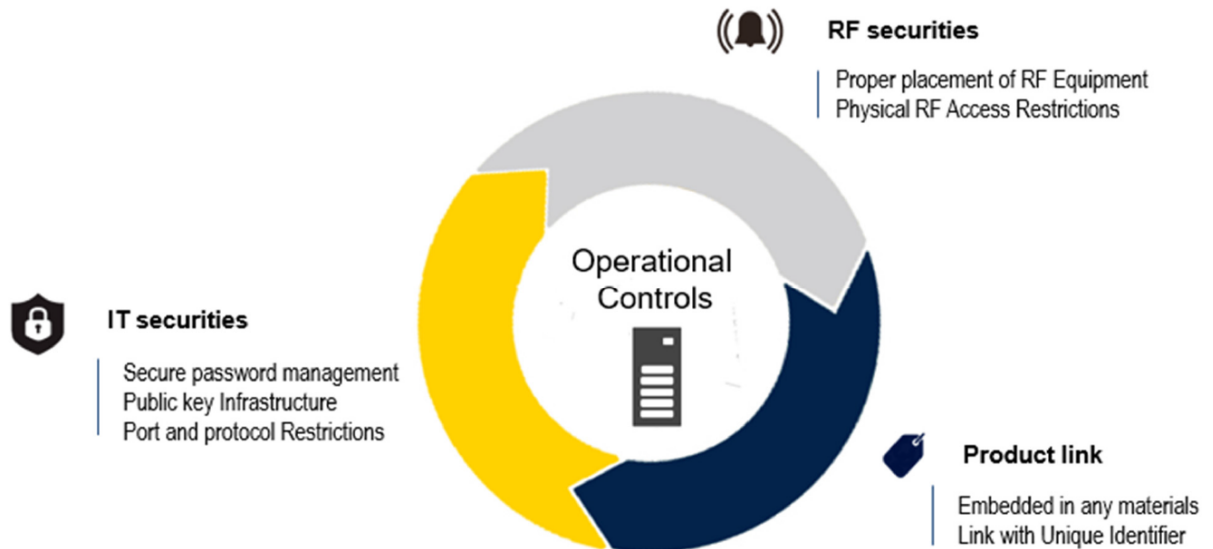 RF securities
Proper placement of RF Equipment
Physical RF Access Restrictions
Operational
Controls
IT securities
Secure password management
Public key Infrastructure
Port and protocol Restrictions
Product link
Embedded in any materials
Link with Unique Identifier